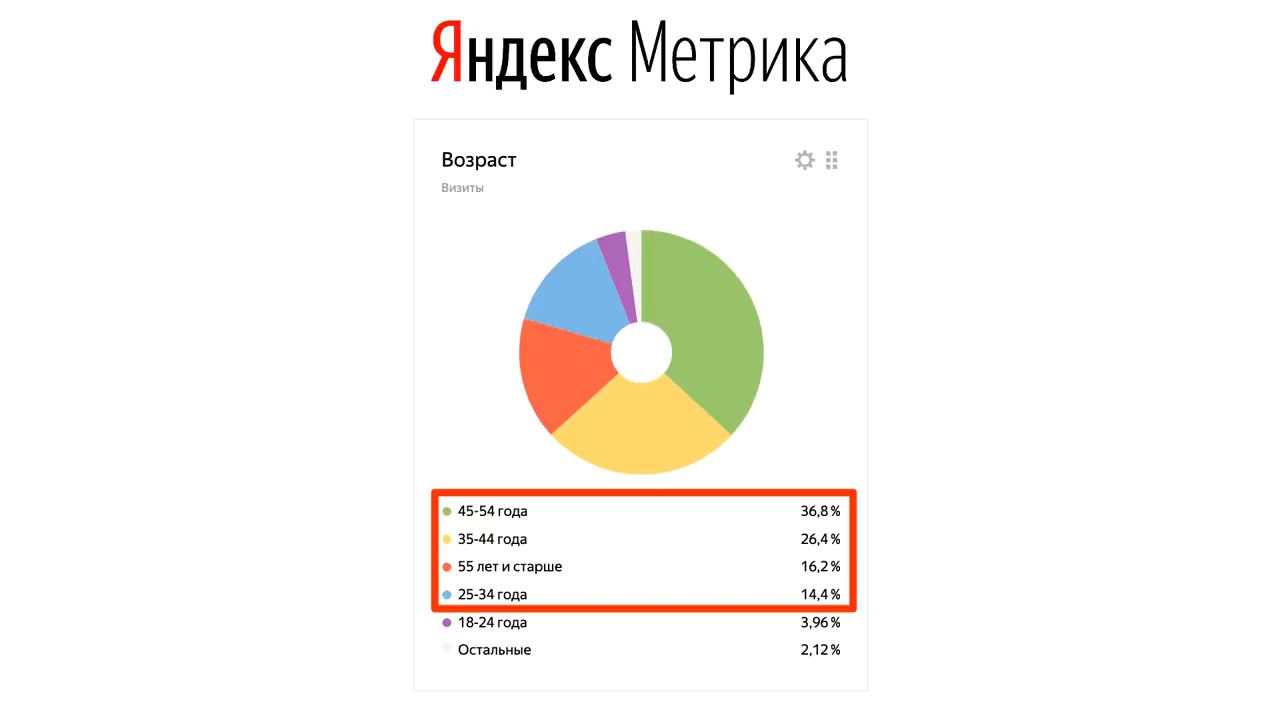 Яндекс Метрика
Возраст
Визиты
45-54 года 36,8 %
35-44 года 26,4 %
55 лет и старше 16,2 %
25-34 года 14,4 %
18-24 года 3,96 %
Остальные 2,12 %